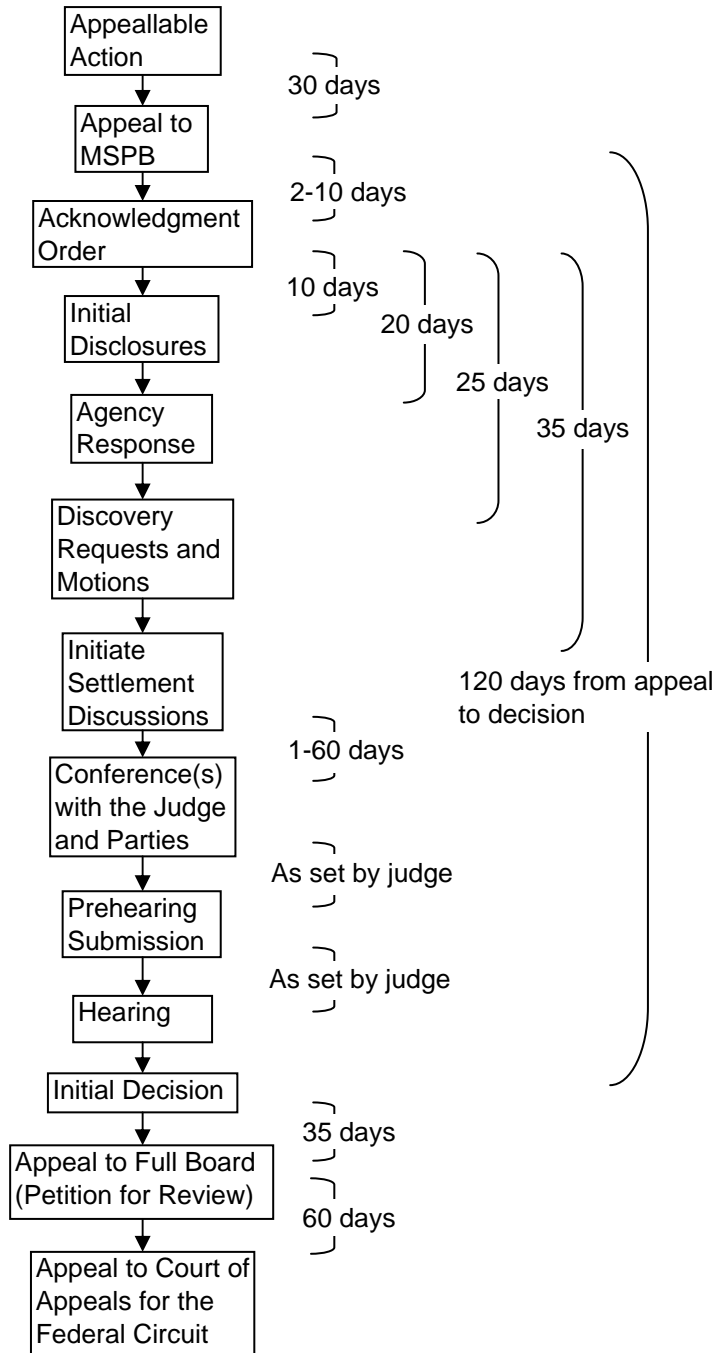 Appeallable
Action
30 days
Appeal to
MSPB
2-10 days
Acknowledgment
Order
10 days
Initial
Disclosures
20 days
25 days
Agency
Response
35 days
Discovery
Requests and
Motions
Initiate
Settlement
Discussions
120 days from appeal
to decision
1-60 days
Conference(s)
with the Judge
and Parties
As set by judge
Prehearing
Submission
As set by judge
Hearing
Initial Decision
35 days
Appeal to Full Board
(Petition for Review)
60 days
Appeal to Court of
Appeals for the
Federal Circuit